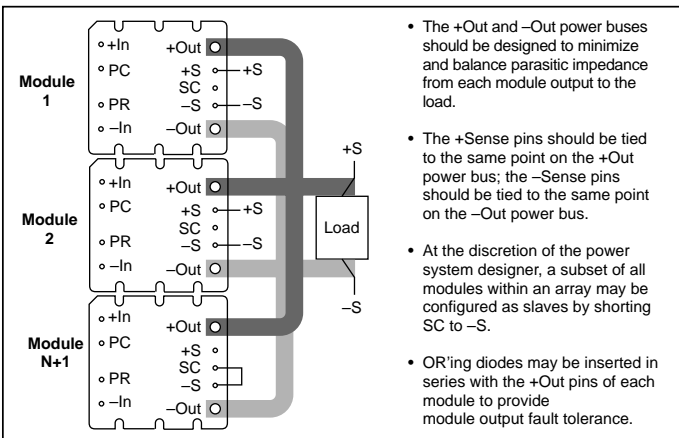 Module
1
+In
PC
PR
–In
+Out
+S
SC
–S
–Out
+S
–S
Module
2
+In
PC
PR
–In
+Out
+S
SC
–S
–Out
+S
–S
Module
N+1
+In
PC
PR
–In
+Out
+S
SC
–S
–Out
+S
Load
–S
• The +Out and –Out power buses
should be designed to minimize
and balance parasitic impedance
from each module output to the
load.
• The +Sense pins should be tied
to the same point on the +Out
power bus; the –Sense pins
should be tied to the same point
on the –Out power bus.
• At the discretion of the power
system designer, a subset of all
modules within an array may be
configured as slaves by shorting
SC to –S.
• OR'ing diodes may be inserted in
series with the +Out pins of each
module to provide
module output fault tolerance.